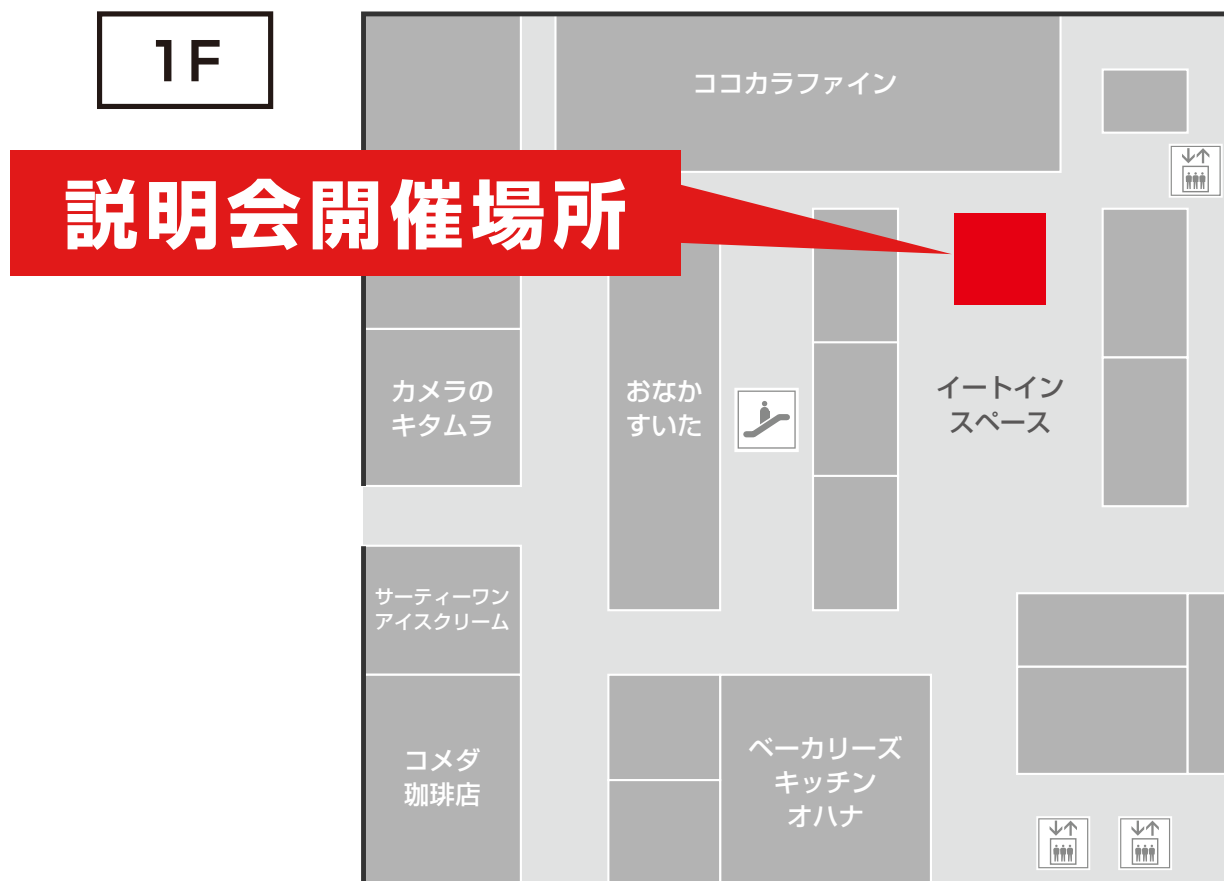 1F
ココカラファイン
説明会開催場所
カメラの
キタムラ
おなか
すいた
イートイン
スペース
サーティーワン
アイスクリーム
コメダ
珈琲店
ベーカリーズ
キッチン
オハナ